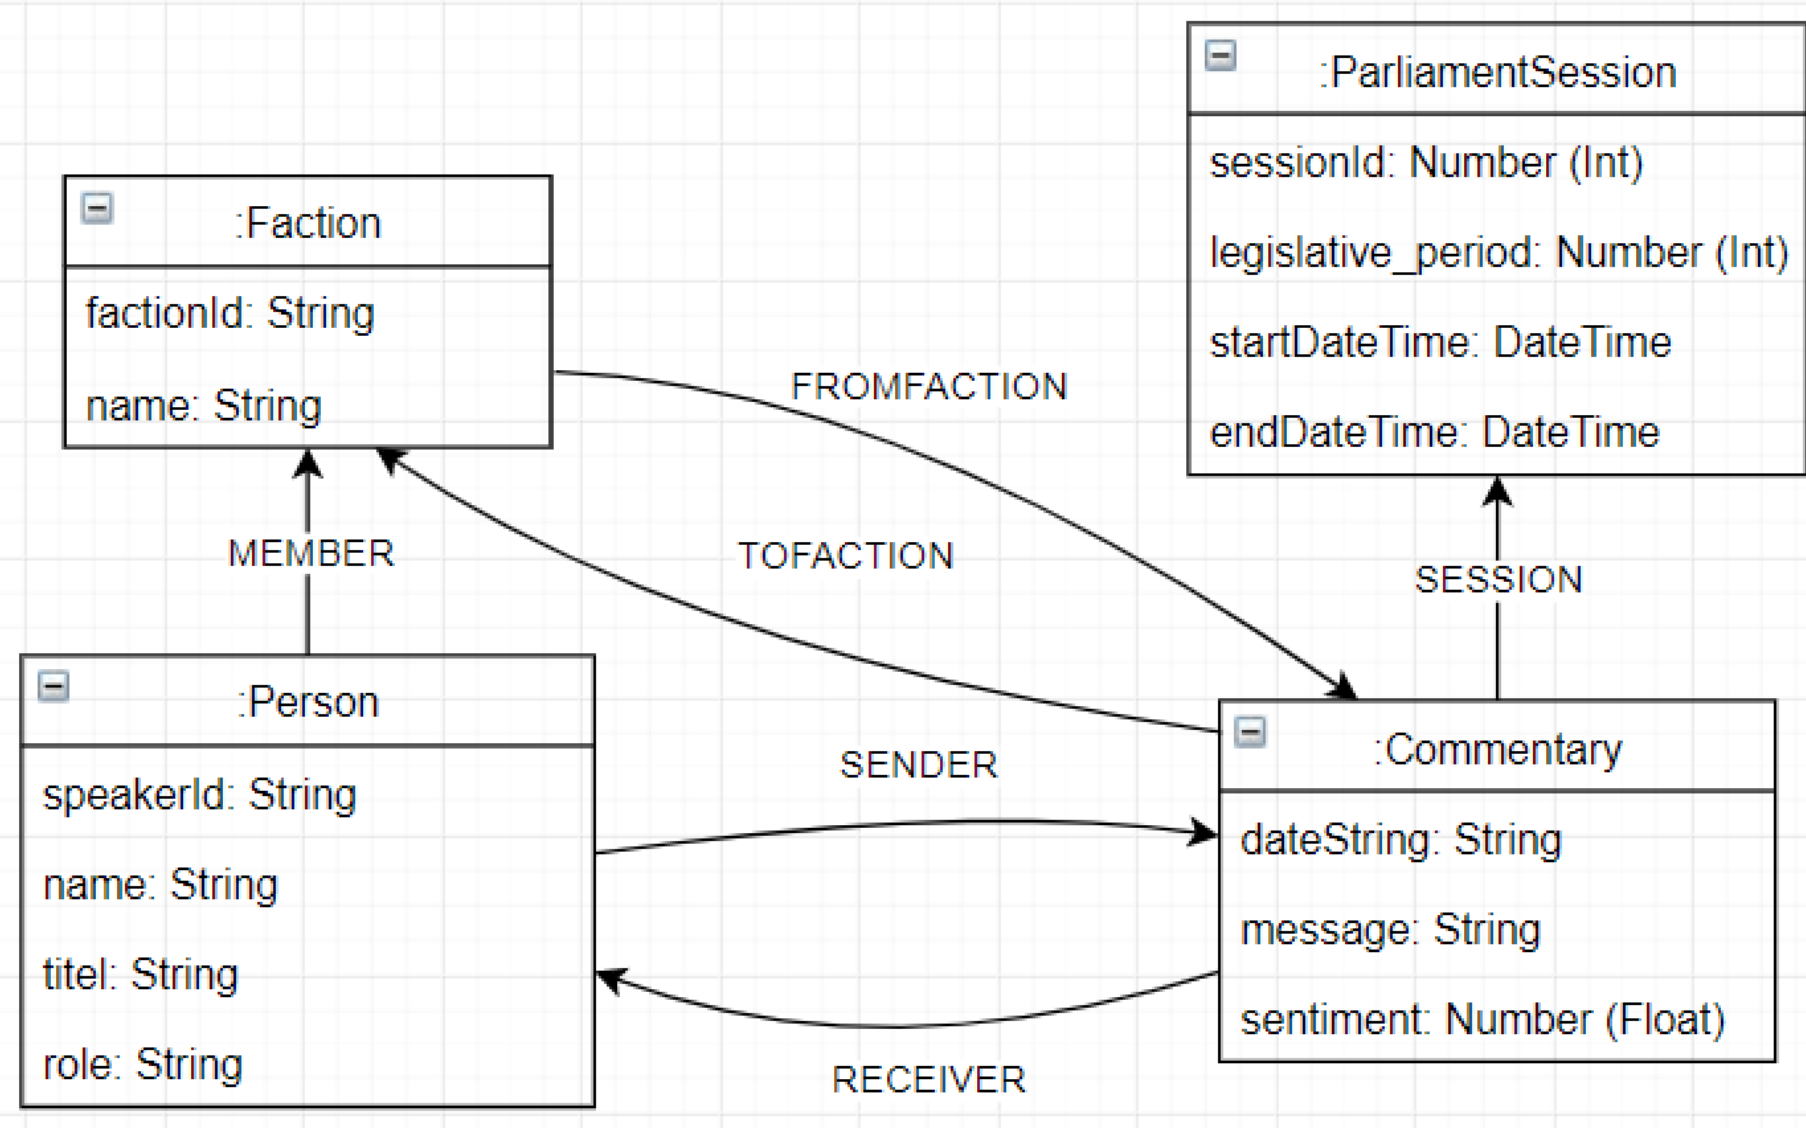 :ParliamentSession
sessionId: Number (Int)
legislative_period: Number (Int)
startDateTime: DateTime
endDateTime: DateTime
:Faction
factionId: String
name: String
FROMFACTION
TOFACTION
MEMBER
SESSION
:Person
speakerId: String
name: String
titel: String
role: String
SENDER
RECEIVER
:Commentary
dateString: String
message: String
sentiment: Number (Float)